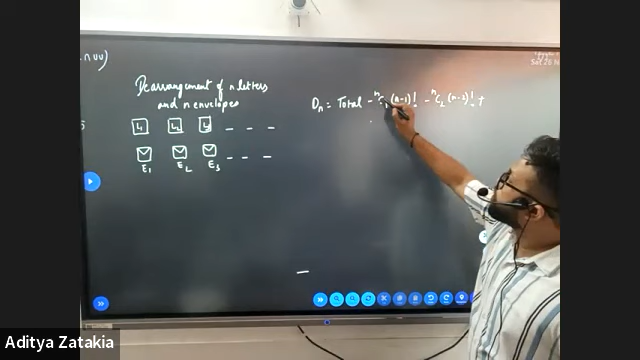 Dearrangement of n letters
and n envelopes
L₁ L₂ L₃ - - -
E₁ E₂ E₃ - - -
Dₙ = Total - ⁿC₁ (n-1)! - ⁿC₂ (n-2)! +
Aditya Zatakia